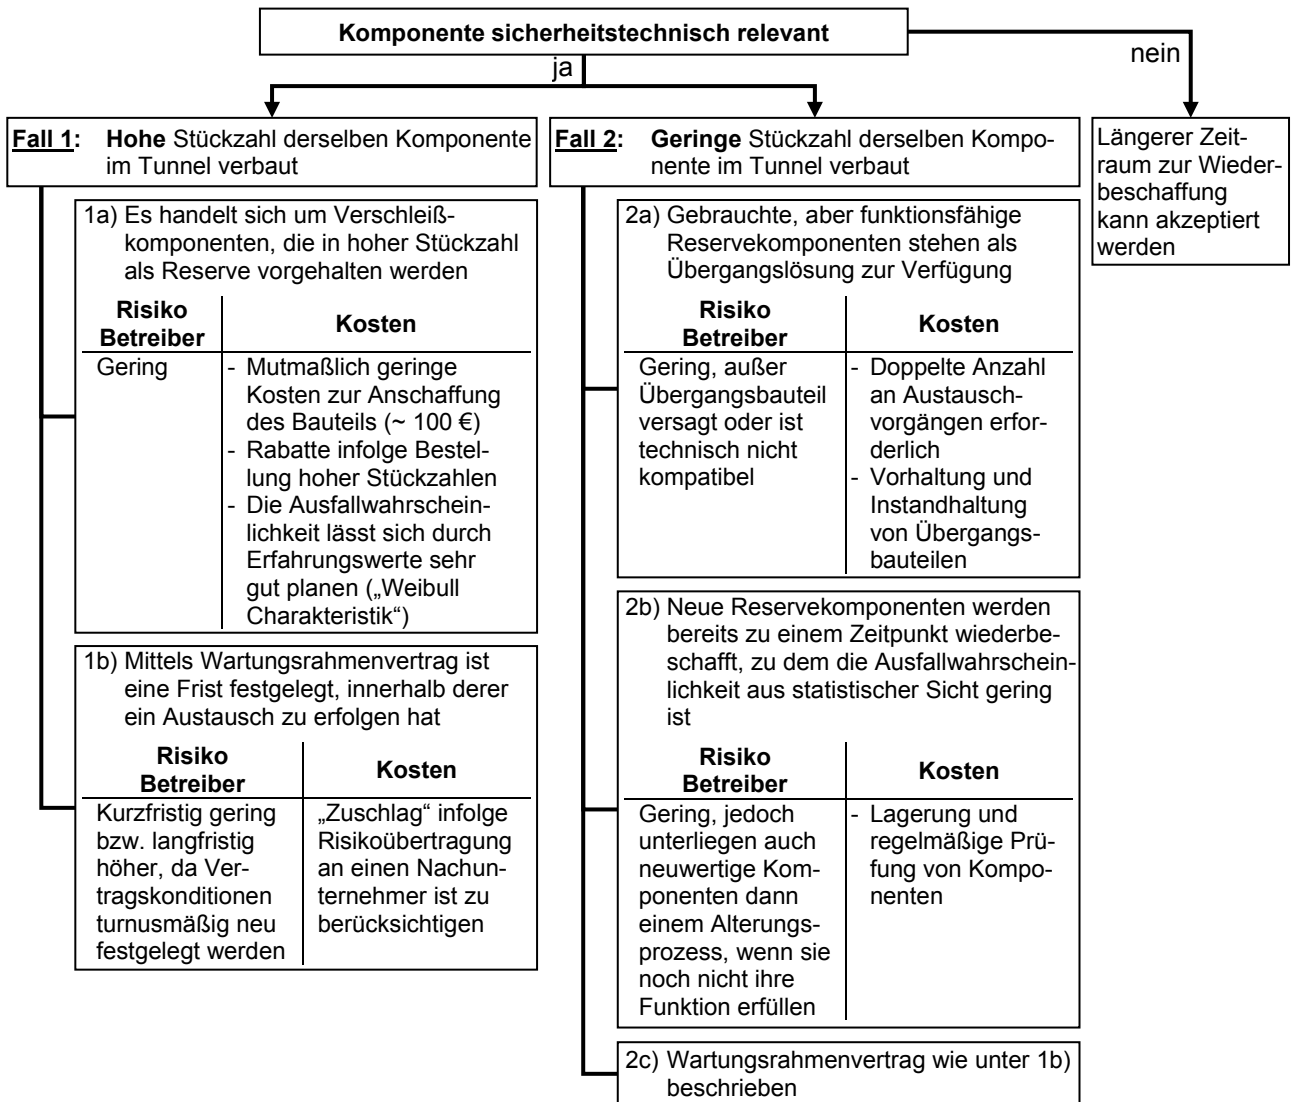 Komponente sicherheitstechnisch relevant
ja
nein
Fall 1: Hohe Stückzahl derselben Komponente
im Tunnel verbaut
1a) Es handelt sich um Verschleiß-
komponenten, die in hoher Stückzahl
als Reserve vorgehalten werden
Risiko
Betreiber
Kosten
Gering
- Mutmaßlich geringe
Kosten zur Anschaffung
des Bauteils (~ 100 €)
- Rabatte infolge Bestel-
lung hoher Stückzahlen
- Die Ausfallwahrschein-
lichkeit lässt sich durch
Erfahrungswerte sehr
gut planen („Weibull
Charakteristik“)
1b) Mittels Wartungsrahmenvertrag ist
eine Frist festgelegt, innerhalb derer
ein Austausch zu erfolgen hat
Risiko
Betreiber
Kosten
Kurzfristig gering
bzw. langfristig
höher, da Ver-
tragskonditionen
turnusmäßig neu
festgelegt werden
„Zuschlag“ infolge
Risikoübertragung
an einen Nachun-
ternehmer ist zu
berücksichtigen
Fall 2: Geringe Stückzahl derselben Kompo-
nente im Tunnel verbaut
2a) Gebrauchte, aber funktionsfähige
Reservekomponenten stehen als
Übergangslösung zur Verfügung
Risiko
Betreiber
Kosten
Gering, außer
Übergangsbauteil
versagt oder ist
technisch nicht
kompatibel
- Doppelte Anzahl
an Austausch-
vorgängen erfor-
derlich
- Vorhaltung und
Instandhaltung
von Übergangs-
bauteilen
2b) Neue Reservekomponenten werden
bereits zu einem Zeitpunkt wiederbe-
schafft, zu dem die Ausfallwahrschein-
lichkeit aus statistischer Sicht gering
ist
Risiko
Betreiber
Kosten
Gering, jedoch
unterliegen auch
neuwertige Kom-
ponenten dann
einem Alterungs-
prozess, wenn sie
noch nicht ihre
Funktion erfüllen
- Lagerung und
regelmäßige Prü-
fung von Kompo-
nenten
2c) Wartungsrahmenvertrag wie unter 1b)
beschrieben
Längerer Zeit-
raum zur Wieder-
beschaffung
kann akzeptiert
werden